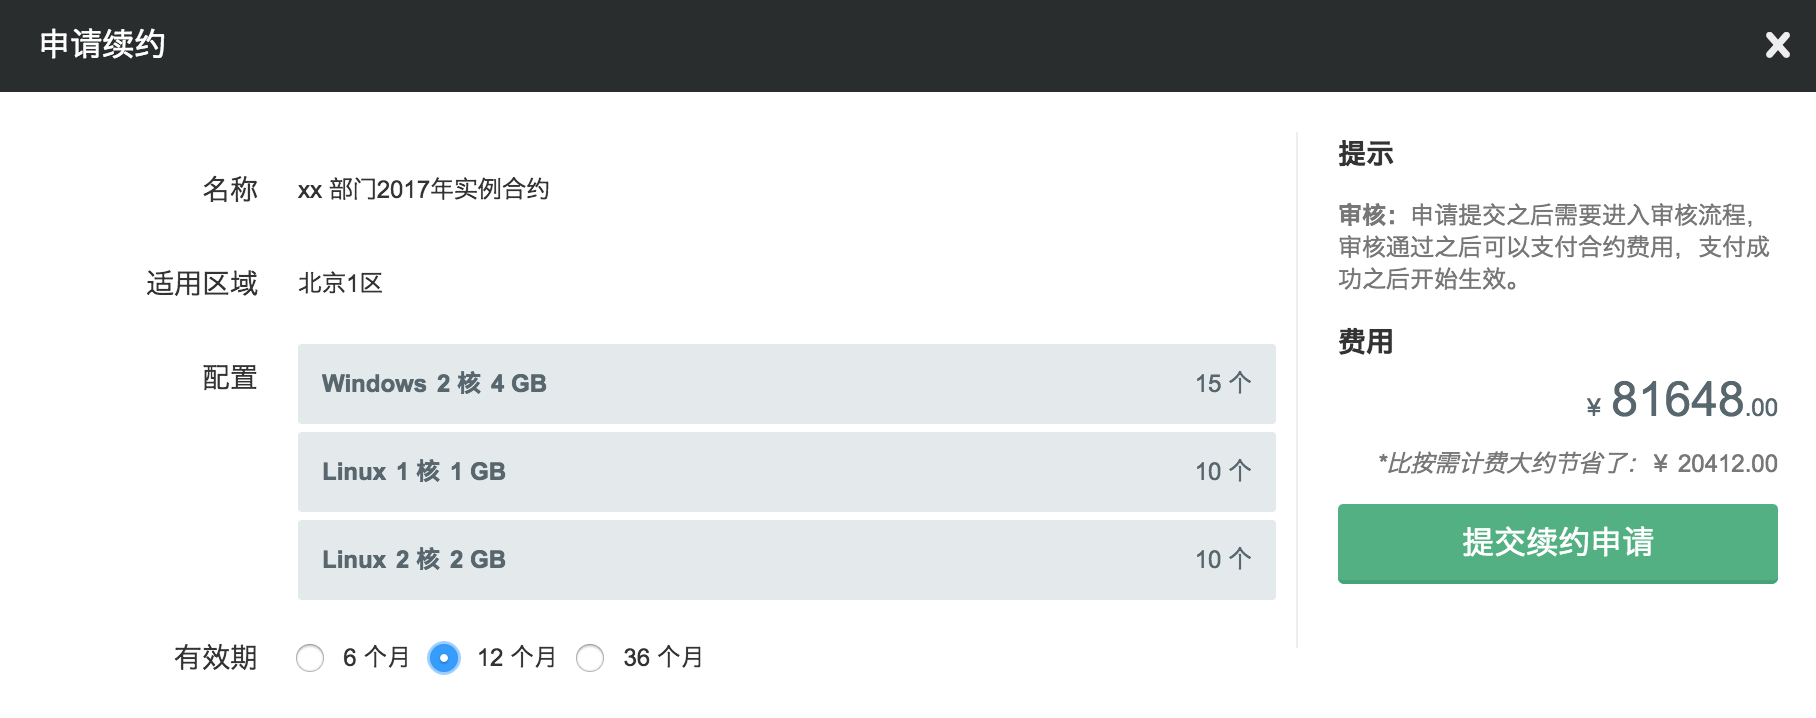 申请续约
名称 xx 部门2017年实例合约
适用区域 北京1区
配置
Windows 2 核 4 GB 15 个
Linux 1 核 1 GB 10 个
Linux 2 核 2 GB 10 个
有效期 6 个月 12 个月 36 个月
提示
审核：申请提交之后需要进入审核流程，
审核通过之后可以支付合约费用，支付成
功之后开始生效。
费用
¥ 81648.00
*比按需计费大约节省了：¥ 20412.00
提交续约申请